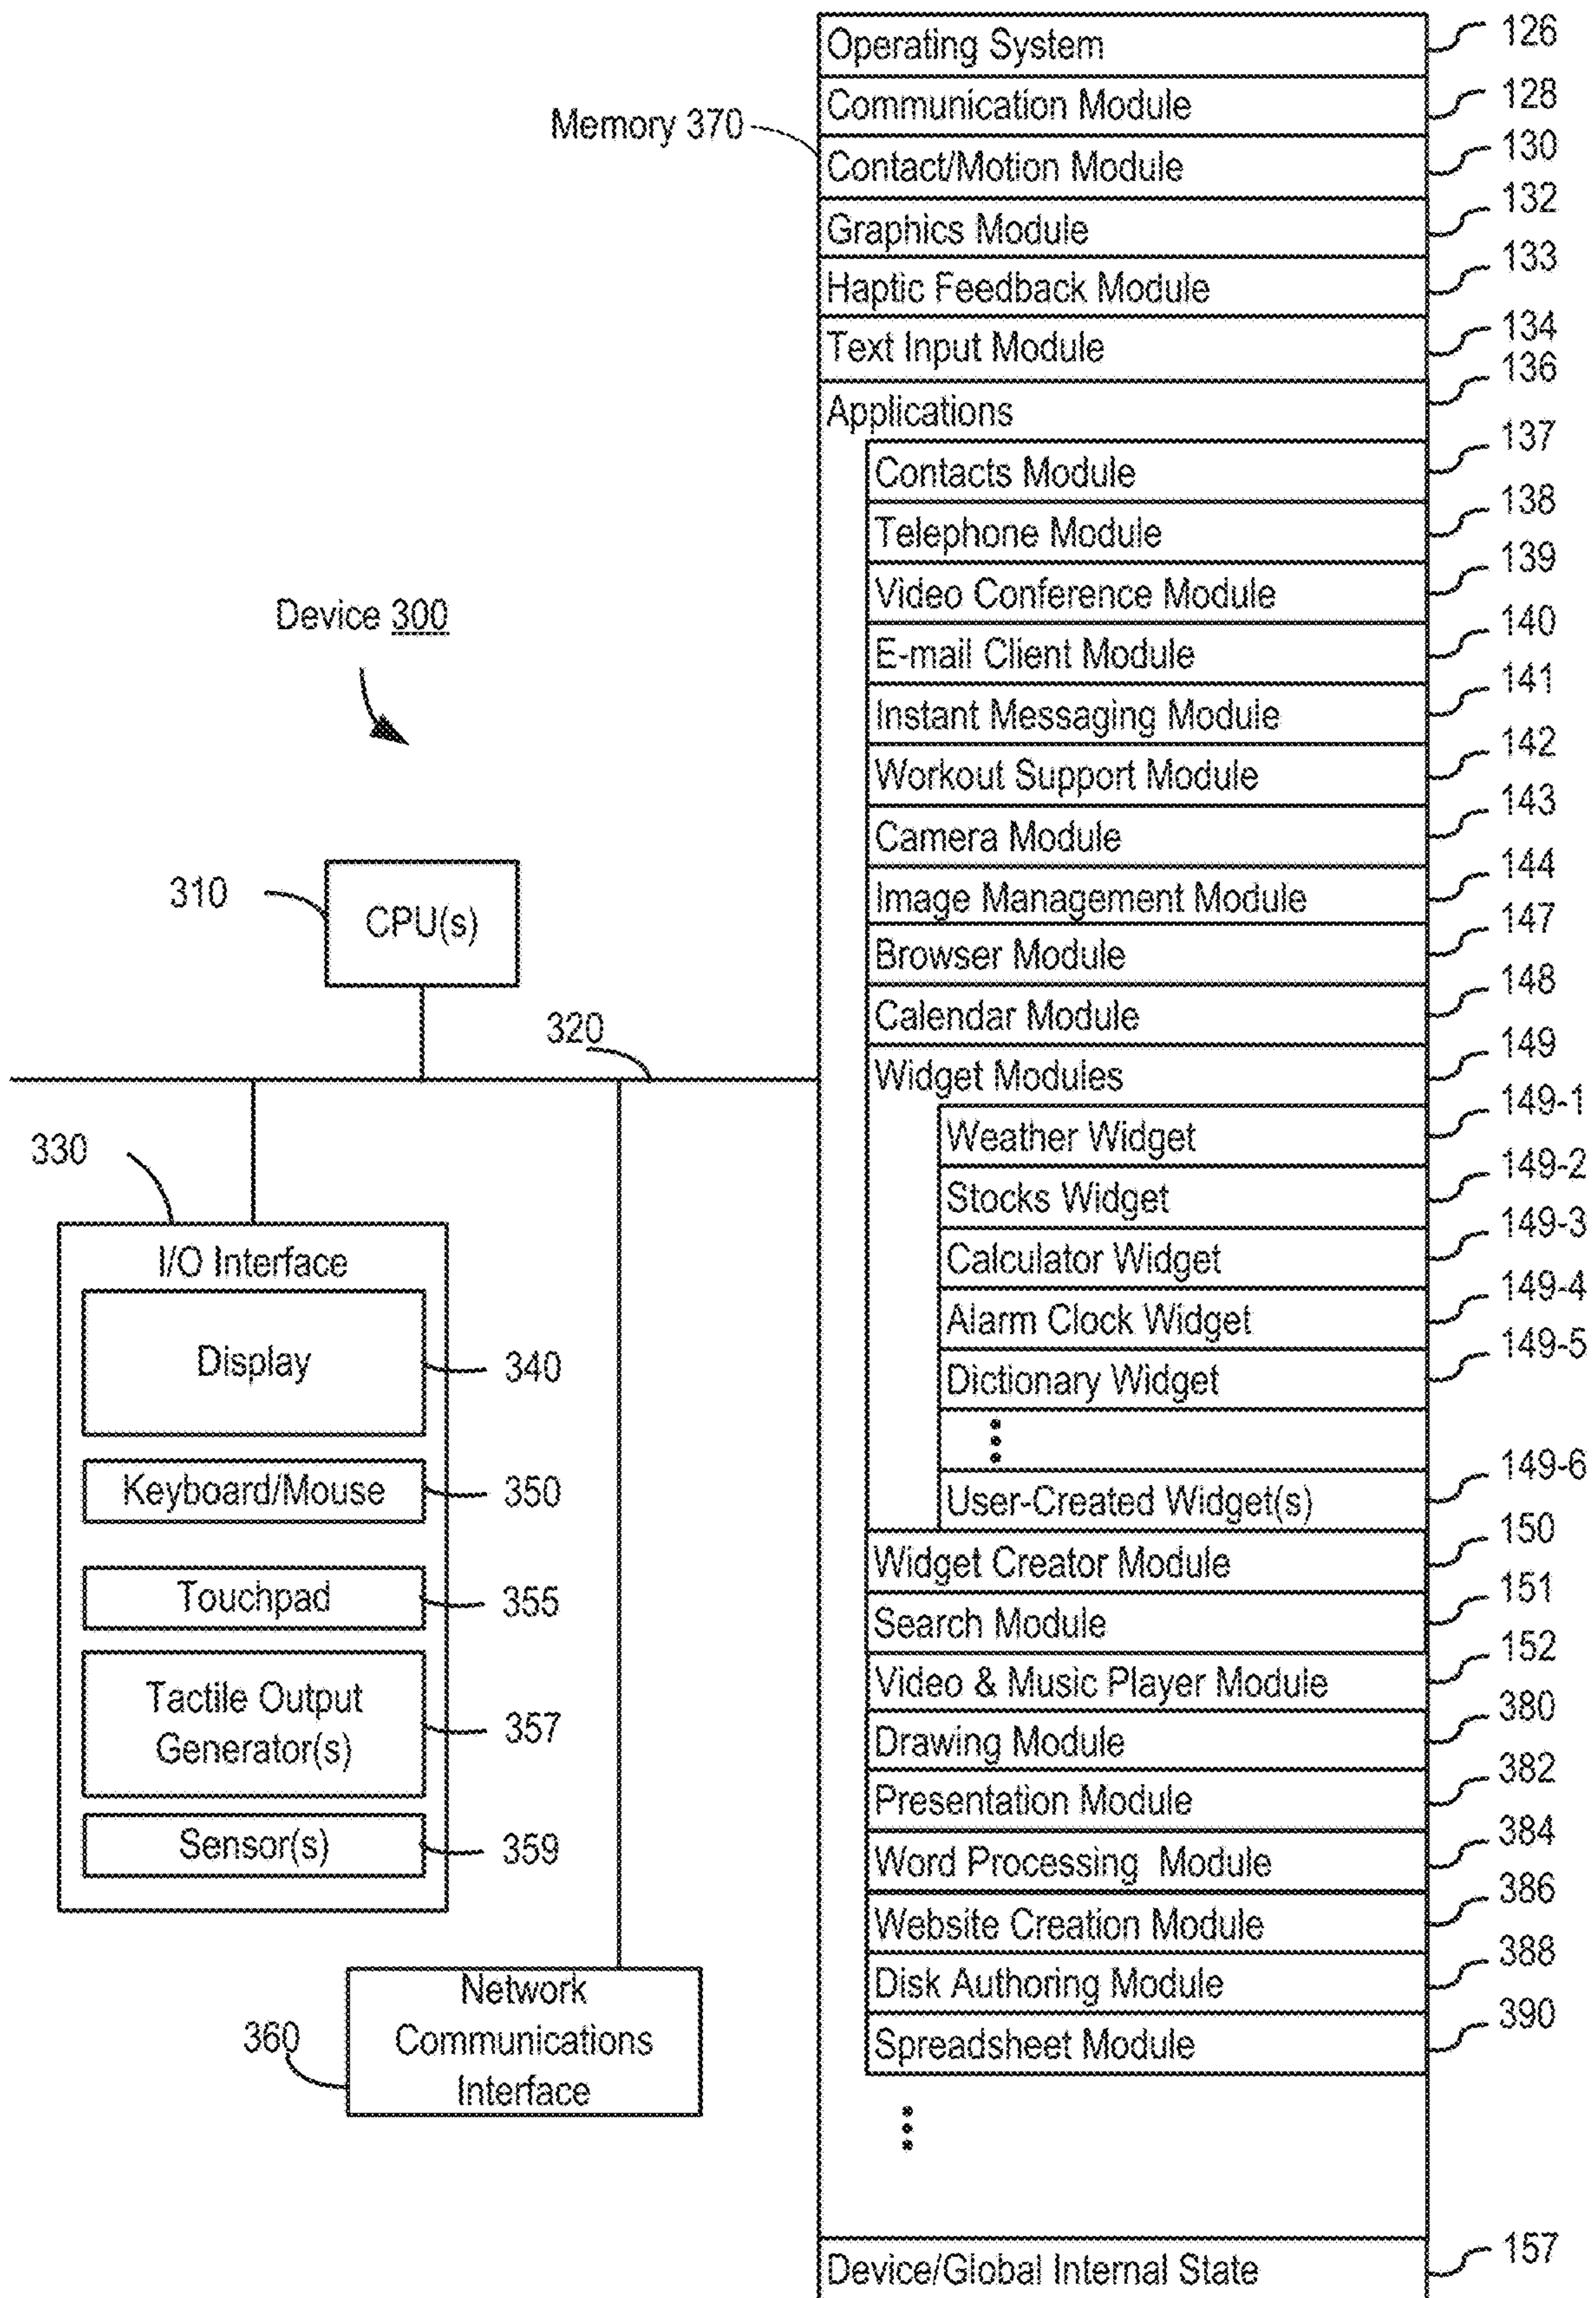 Device 300
310
CPU(s)
320
330
I/O Interface
Display
340
Keyboard/Mouse
350
Touchpad
355
Tactile Output
Generator(s)
357
Sensor(s)
359
Network
Communications
Interface
360
Memory 370
Operating System 126
Communication Module 128
Contact/Motion Module 130
Graphics Module 132
Haptic Feedback Module 133
Text Input Module 134
Applications 136
Contacts Module 137
Telephone Module 138
Video Conference Module 139
E-mail Client Module 140
Instant Messaging Module 141
Workout Support Module 142
Camera Module 143
Image Management Module 144
Browser Module 147
Calendar Module 148
Widget Modules 149
Weather Widget 149-1
Stocks Widget 149-2
Calculator Widget 149-3
Alarm Clock Widget 149-4
Dictionary Widget 149-5
User-Created Widget(s) 149-6
Widget Creator Module 150
Search Module 151
Video & Music Player Module 152
Drawing Module 380
Presentation Module 382
Word Processing Module 384
Website Creation Module 386
Disk Authoring Module 388
Spreadsheet Module 390
Device/Global Internal State 157